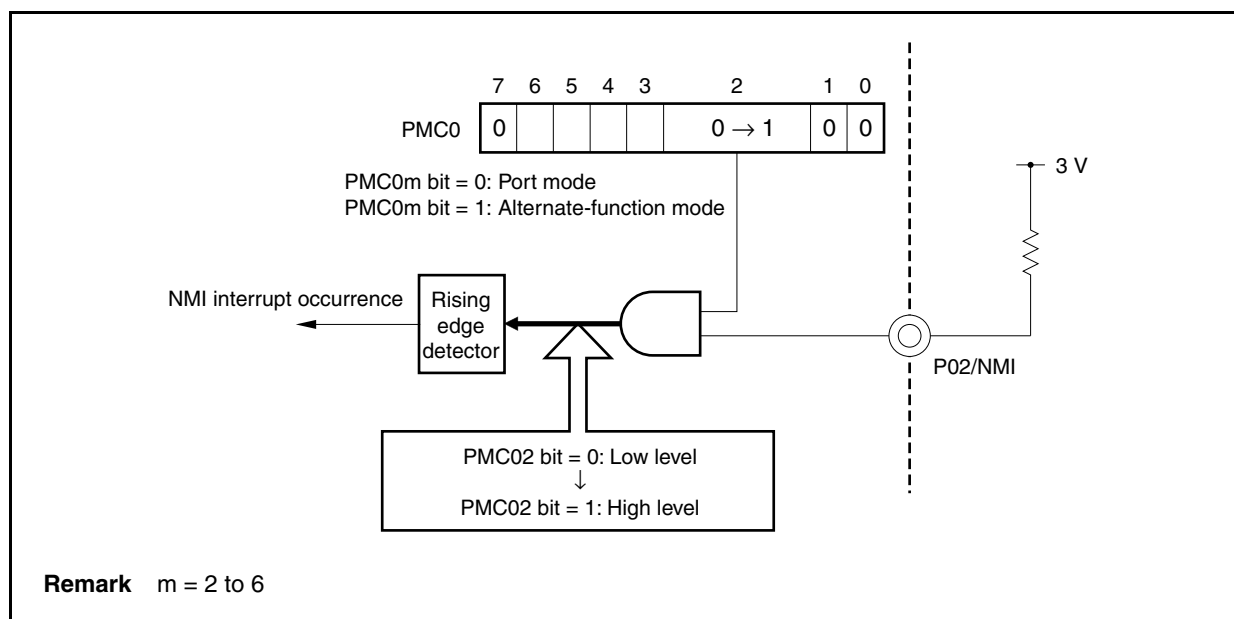 7 6 5 4 3 2 1 0
PMC0 0 0 → 1 0 0
3 V
PMC0m bit = 0: Port mode
PMC0m bit = 1: Alternate-function mode
NMI interrupt occurrence
Rising
edge
detector
P02/NMI
PMC02 bit = 0: Low level
↓
PMC02 bit = 1: High level
Remark m = 2 to 6